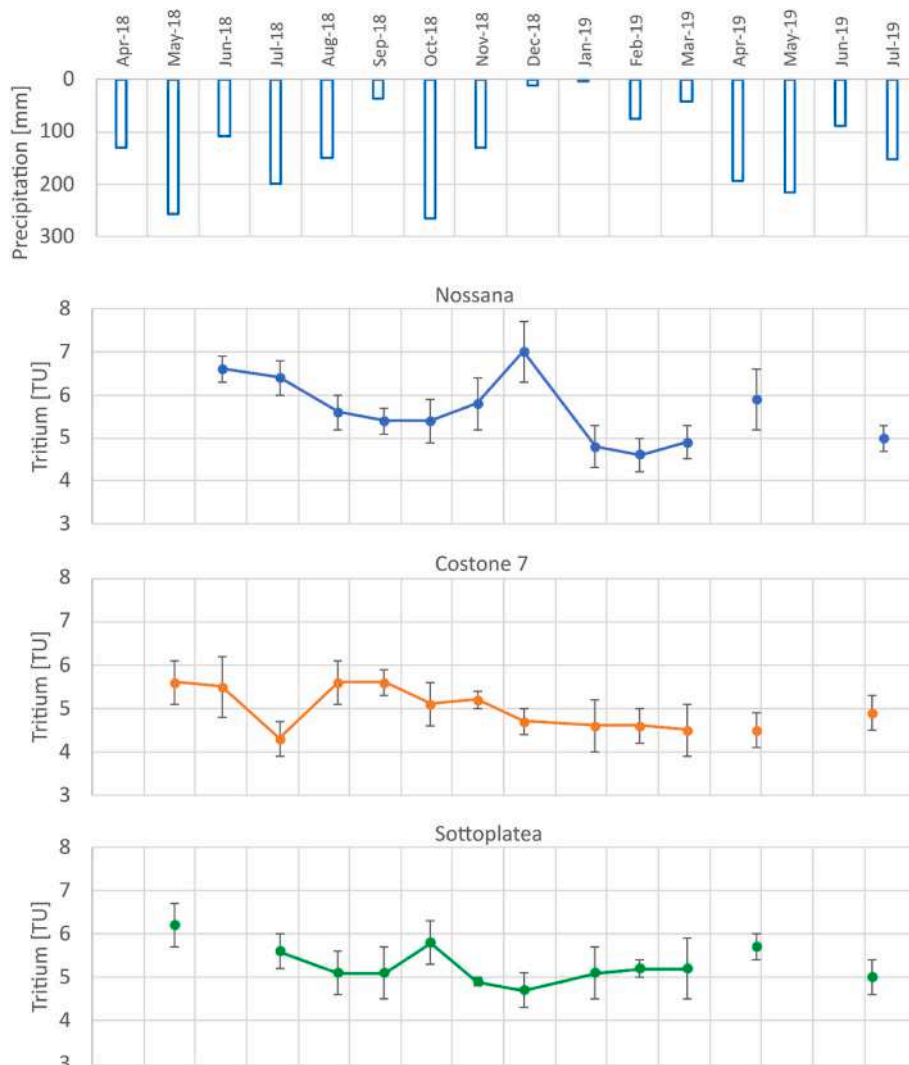 Apr-18 May-18 Jun-18 Jul-18 Aug-18 Sep-18 Oct-18 Nov-18 Dec-18 Jan-19 Feb-19 Mar-19 Apr-19 May-19 Jun-19 Jul-19
Precipitation [mm]
0
100
200
300
Nossana
Tritium [TU]
8
7
6
5
4
3
Costone 7
Tritium [TU]
8
7
6
5
4
3
Sottoplatea
Tritium [TU]
8
7
6
5
4
3